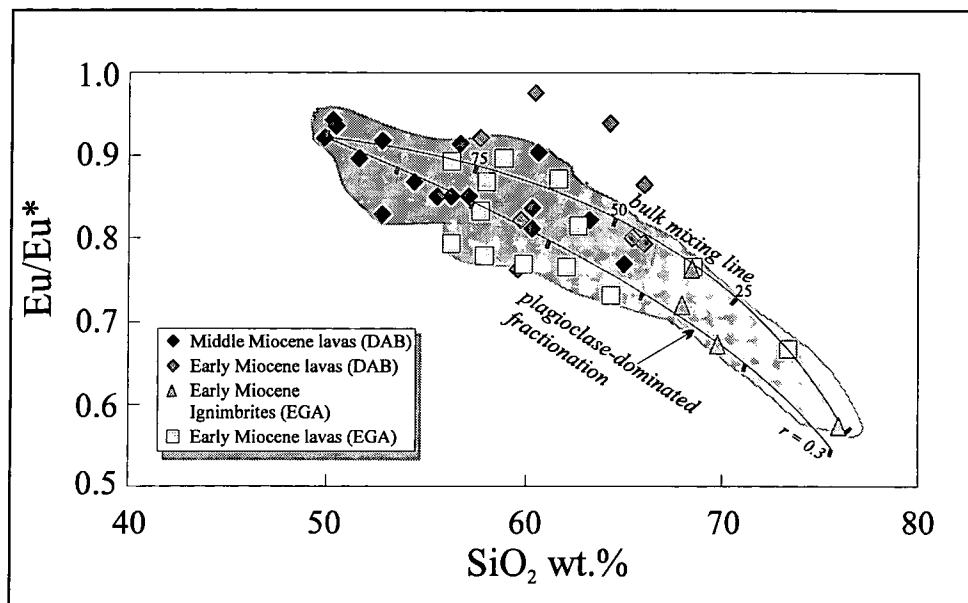 1.0
0.9
0.8
0.7
0.6
0.5
Eu/Eu*
75
50
25
bulk mixing line
plagioclase-dominated
fractionation
r = 0.3
Middle Miocene lavas (DAB)
Early Miocene lavas (DAB)
Early Miocene
Ignimbrites (EGA)
Early Miocene lavas (EGA)
40
50
60
70
80
SiO₂ wt.%